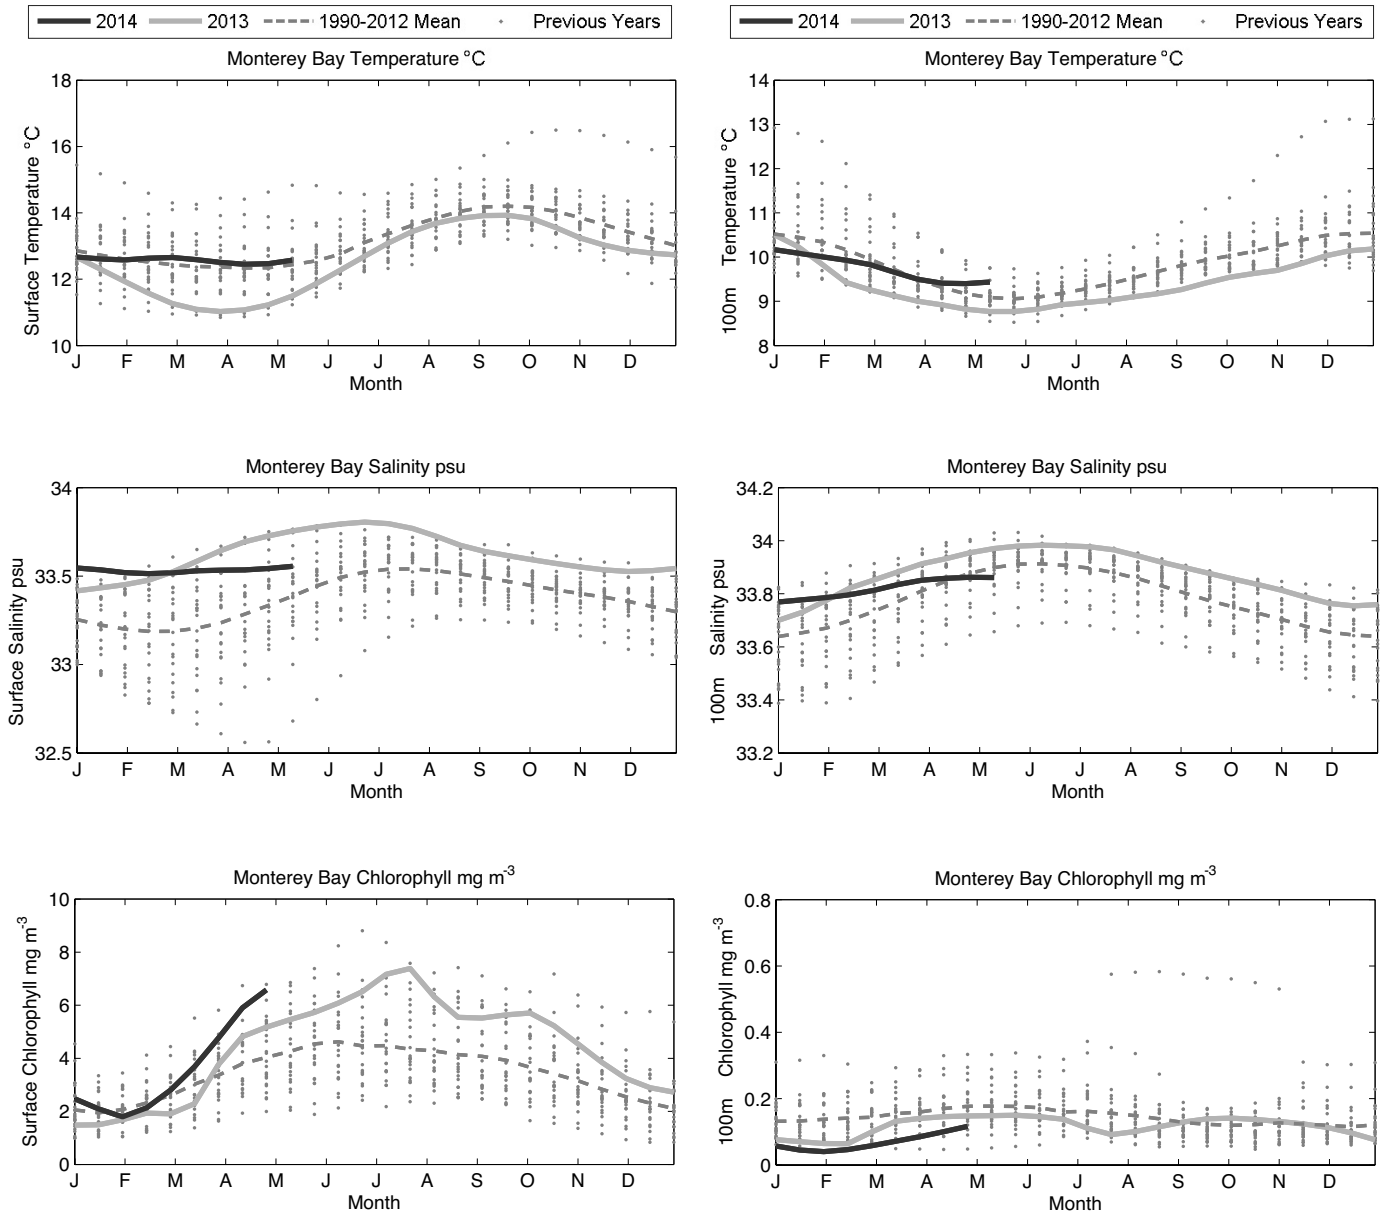 2014 2013 1990-2012 Mean Previous Years
2014 2013 1990-2012 Mean Previous Years
Monterey Bay Temperature °C
18
16
14
12
10
Surface Temperature °C
J F M A M J J A S O N D
Month
Monterey Bay Temperature °C
14
13
12
11
10
9
8
100m Temperature °C
J F M A M J J A S O N D
Month
Monterey Bay Salinity psu
34
33.5
33
32.5
Surface Salinity psu
J F M A M J J A S O N D
Month
Monterey Bay Salinity psu
34.2
34
33.8
33.6
33.4
33.2
100m Salinity psu
J F M A M J J A S O N D
Month
Monterey Bay Chlorophyll mg m-3
10
8
6
4
2
0
Surface Chlorophyll mg m-3
J F M A M J J A S O N D
Month
Monterey Bay Chlorophyll mg m-3
0.8
0.6
0.4
0.2
0
100m Chlorophyll mg m-3
J F M A M J J A S O N D
Month